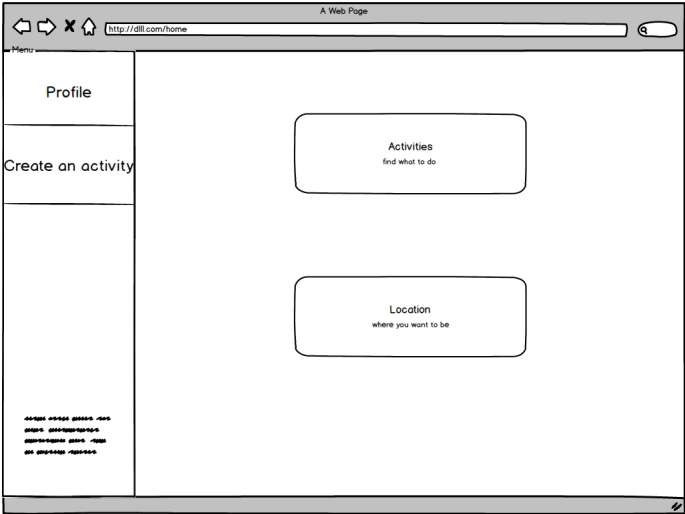 A Web Page
http://dlll.com/home
Menu
Profile
Create an activity
Activities
find what to do
Location
where you want to be